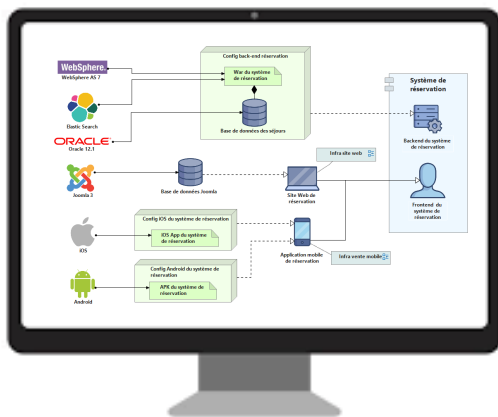 Config back-end réservation
WebSphere
WebSphere AS 7
War du système
de réservation
Système de
réservation
Elastic Search
ORACLE
Oracle 12.1
Base de données des séjours
Backend du système
de réservation
Infra site web
Joomla 3
Base de données Joomla
Site Web de
réservation
Frontend du
système de
réservation
Config IOS du système de réservation
iOS App du système
de réservation
iOS
Application mobile
de réservation
Infra vente mobile
Config Android du système de
réservation
APK du système de
réservation
Android